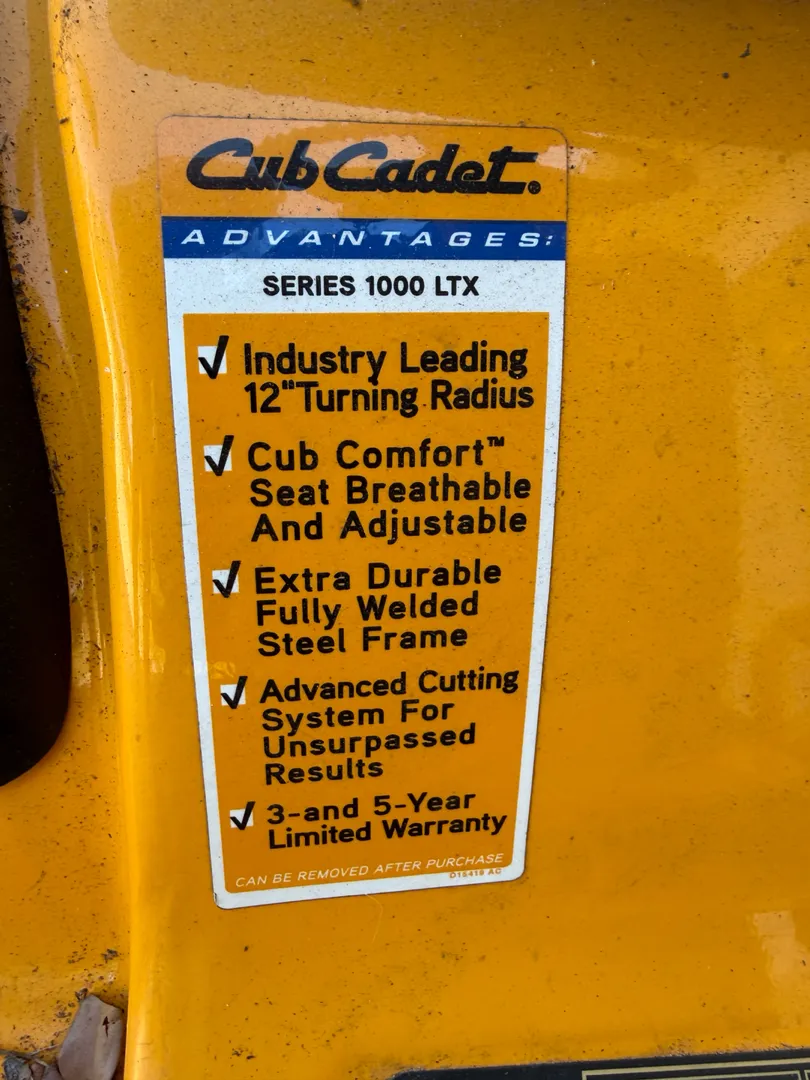 Cub Cadet®
ADVANTAGES:
SERIES 1000 LTX
✓ Industry Leading
12" Turning Radius
✓ Cub Comfort™
Seat Breathable
And Adjustable
✓ Extra Durable
Fully Welded
Steel Frame
✓ Advanced Cutting
System For
Unsurpassed
Results
✓ 3-and 5-Year
Limited Warranty
CAN BE REMOVED AFTER PURCHASE